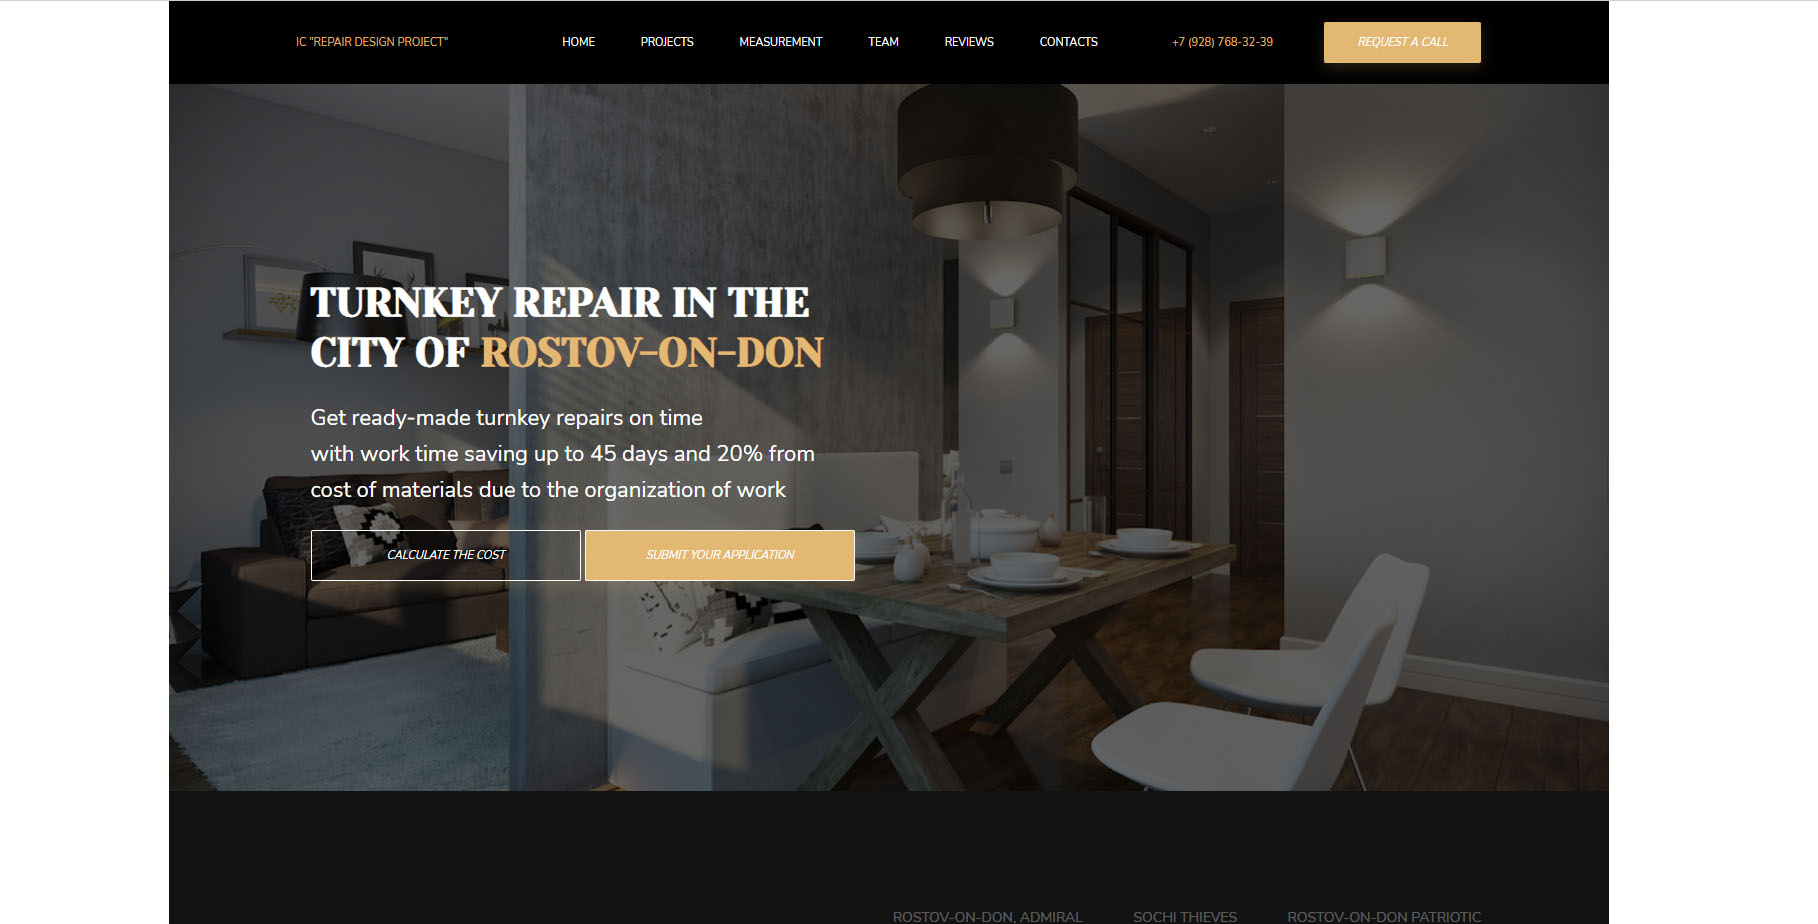 IC "REPAIR DESIGN PROJECT"
HOME
PROJECTS
MEASUREMENT
TEAM
REVIEWS
CONTACTS
+7 (928) 768-32-39
REQUEST A CALL
TURNKEY REPAIR IN THE
CITY OF ROSTOV-ON-DON
Get ready-made turnkey repairs on time
with work time saving up to 45 days and 20% from
cost of materials due to the organization of work
CALCULATE THE COST
SUBMIT YOUR APPLICATION
ROSTOV-ON-DON, ADMIRAL
SOCHI THIEVES
ROSTOV-ON-DON PATRIOTIC